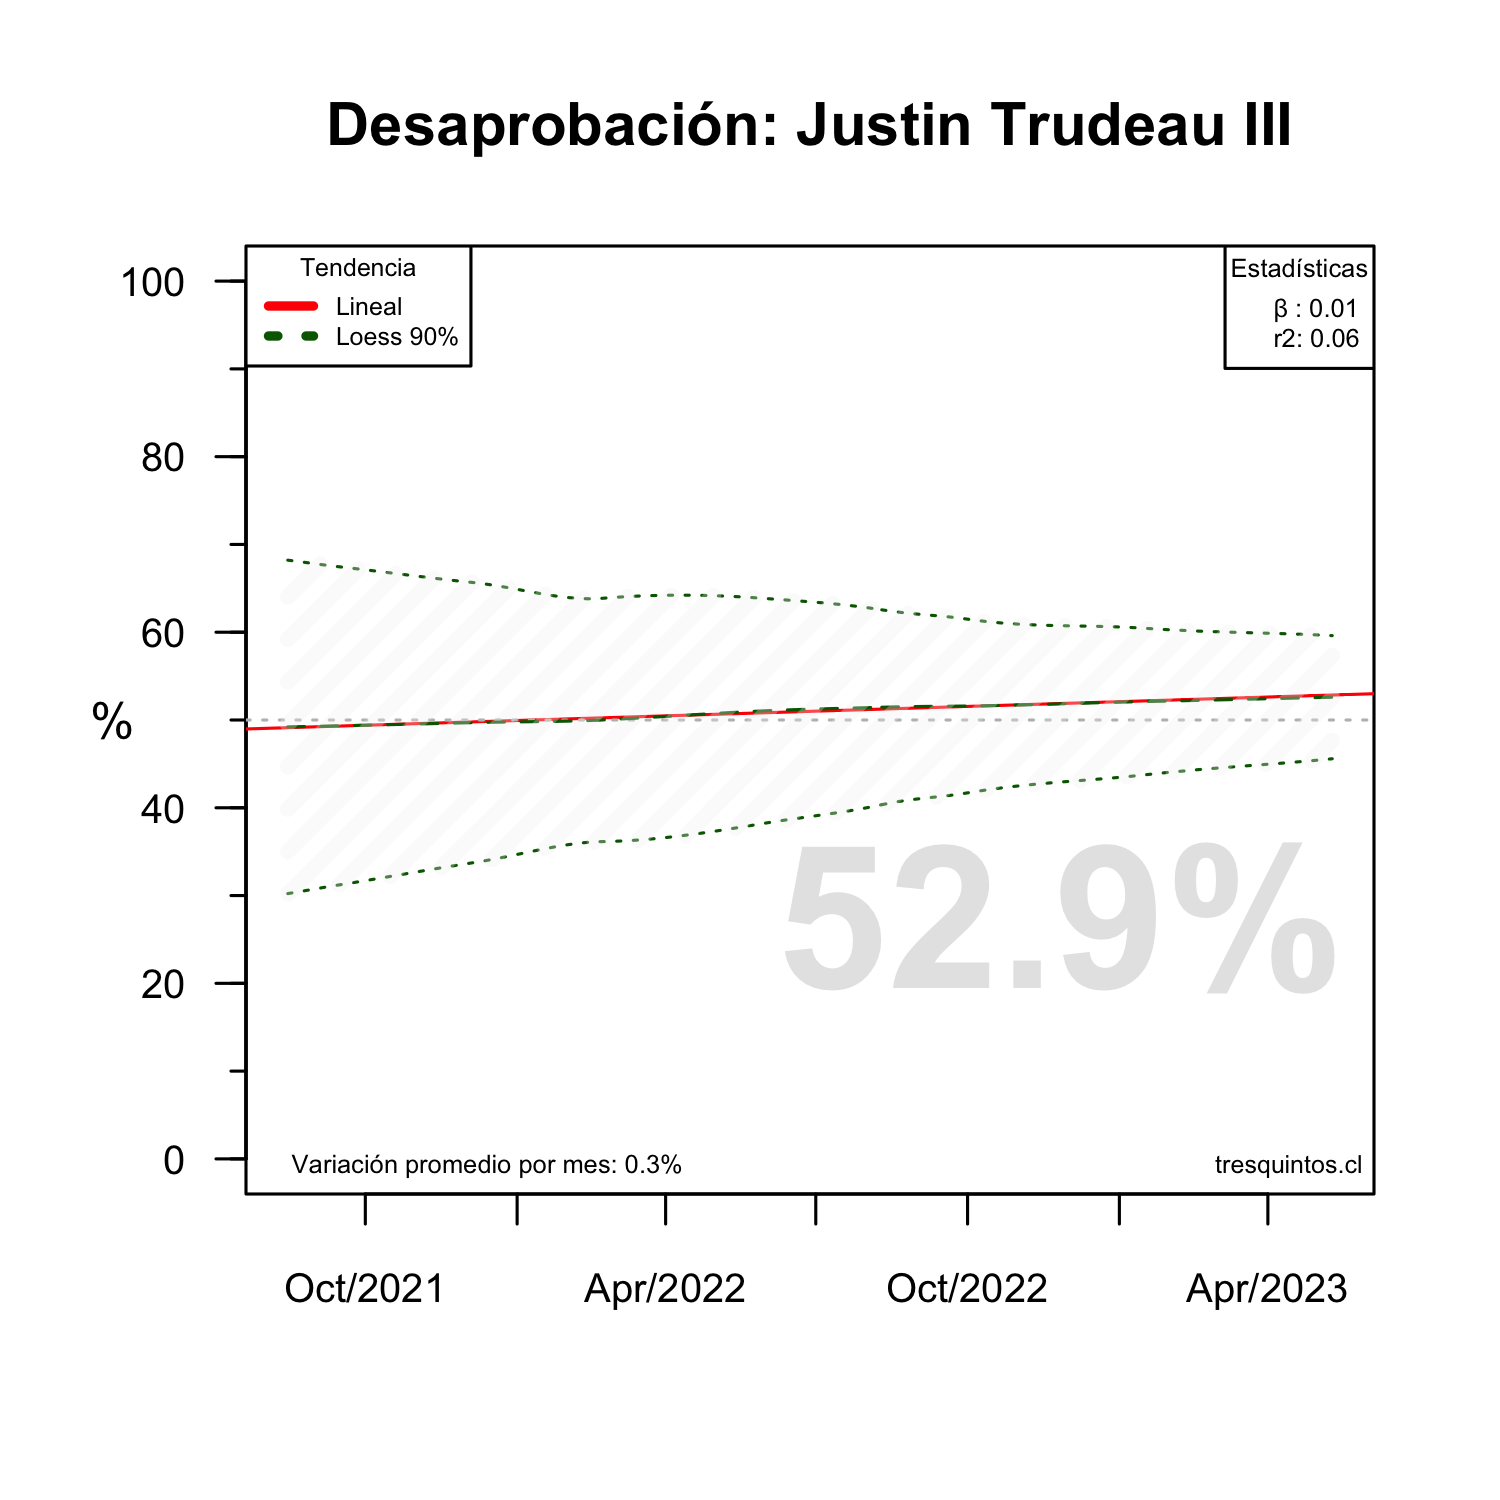 Desaprobación: Justin Trudeau III
Tendencia
Lineal
Loess 90%
Estadísticas
β : 0.01
r2: 0.06
100
80
60
%
40
20
0
52.9%
Variación promedio por mes: 0.3%
tresquintos.cl
Oct/2021
Apr/2022
Oct/2022
Apr/2023